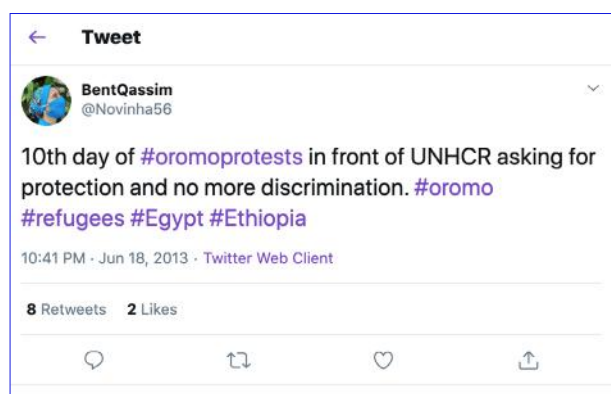 Tweet
BentQassim
@Novinha56
10th day of #oromoprotests in front of UNHCR asking for
protection and no more discrimination. #oromo
#refugees #Egypt #Ethiopia
10:41 PM · Jun 18, 2013 · Twitter Web Client
8 Retweets 2 Likes